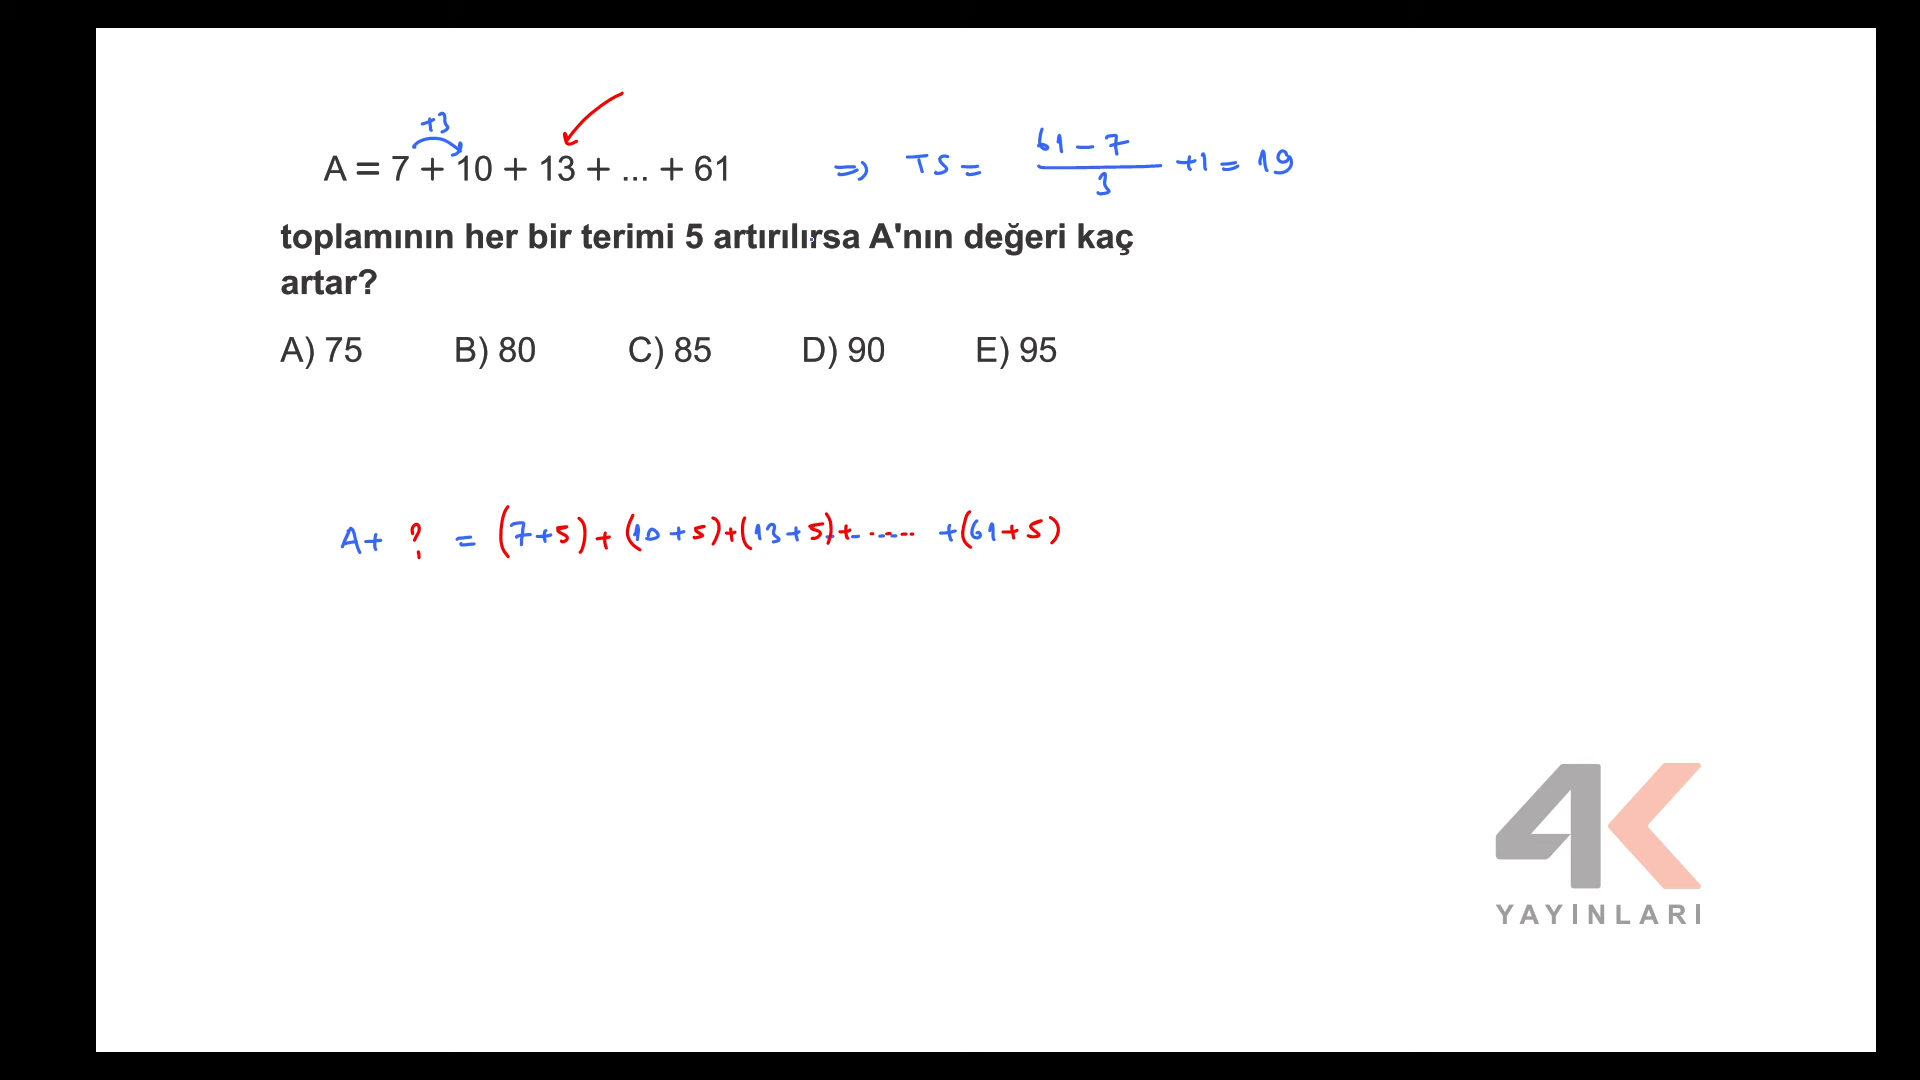 +3
A = 7 + 10 + 13 + ... + 61 => TS = 61 - 7 / 3 + 1 = 19
toplamının her bir terimi 5 artırılırsa A'nın değeri kaç
artar?
A) 75 B) 80 C) 85 D) 90 E) 95
A + ? = (7+5) + (10+5) + (13+5) + ...... + (61+5)
4K
YAYINLARI